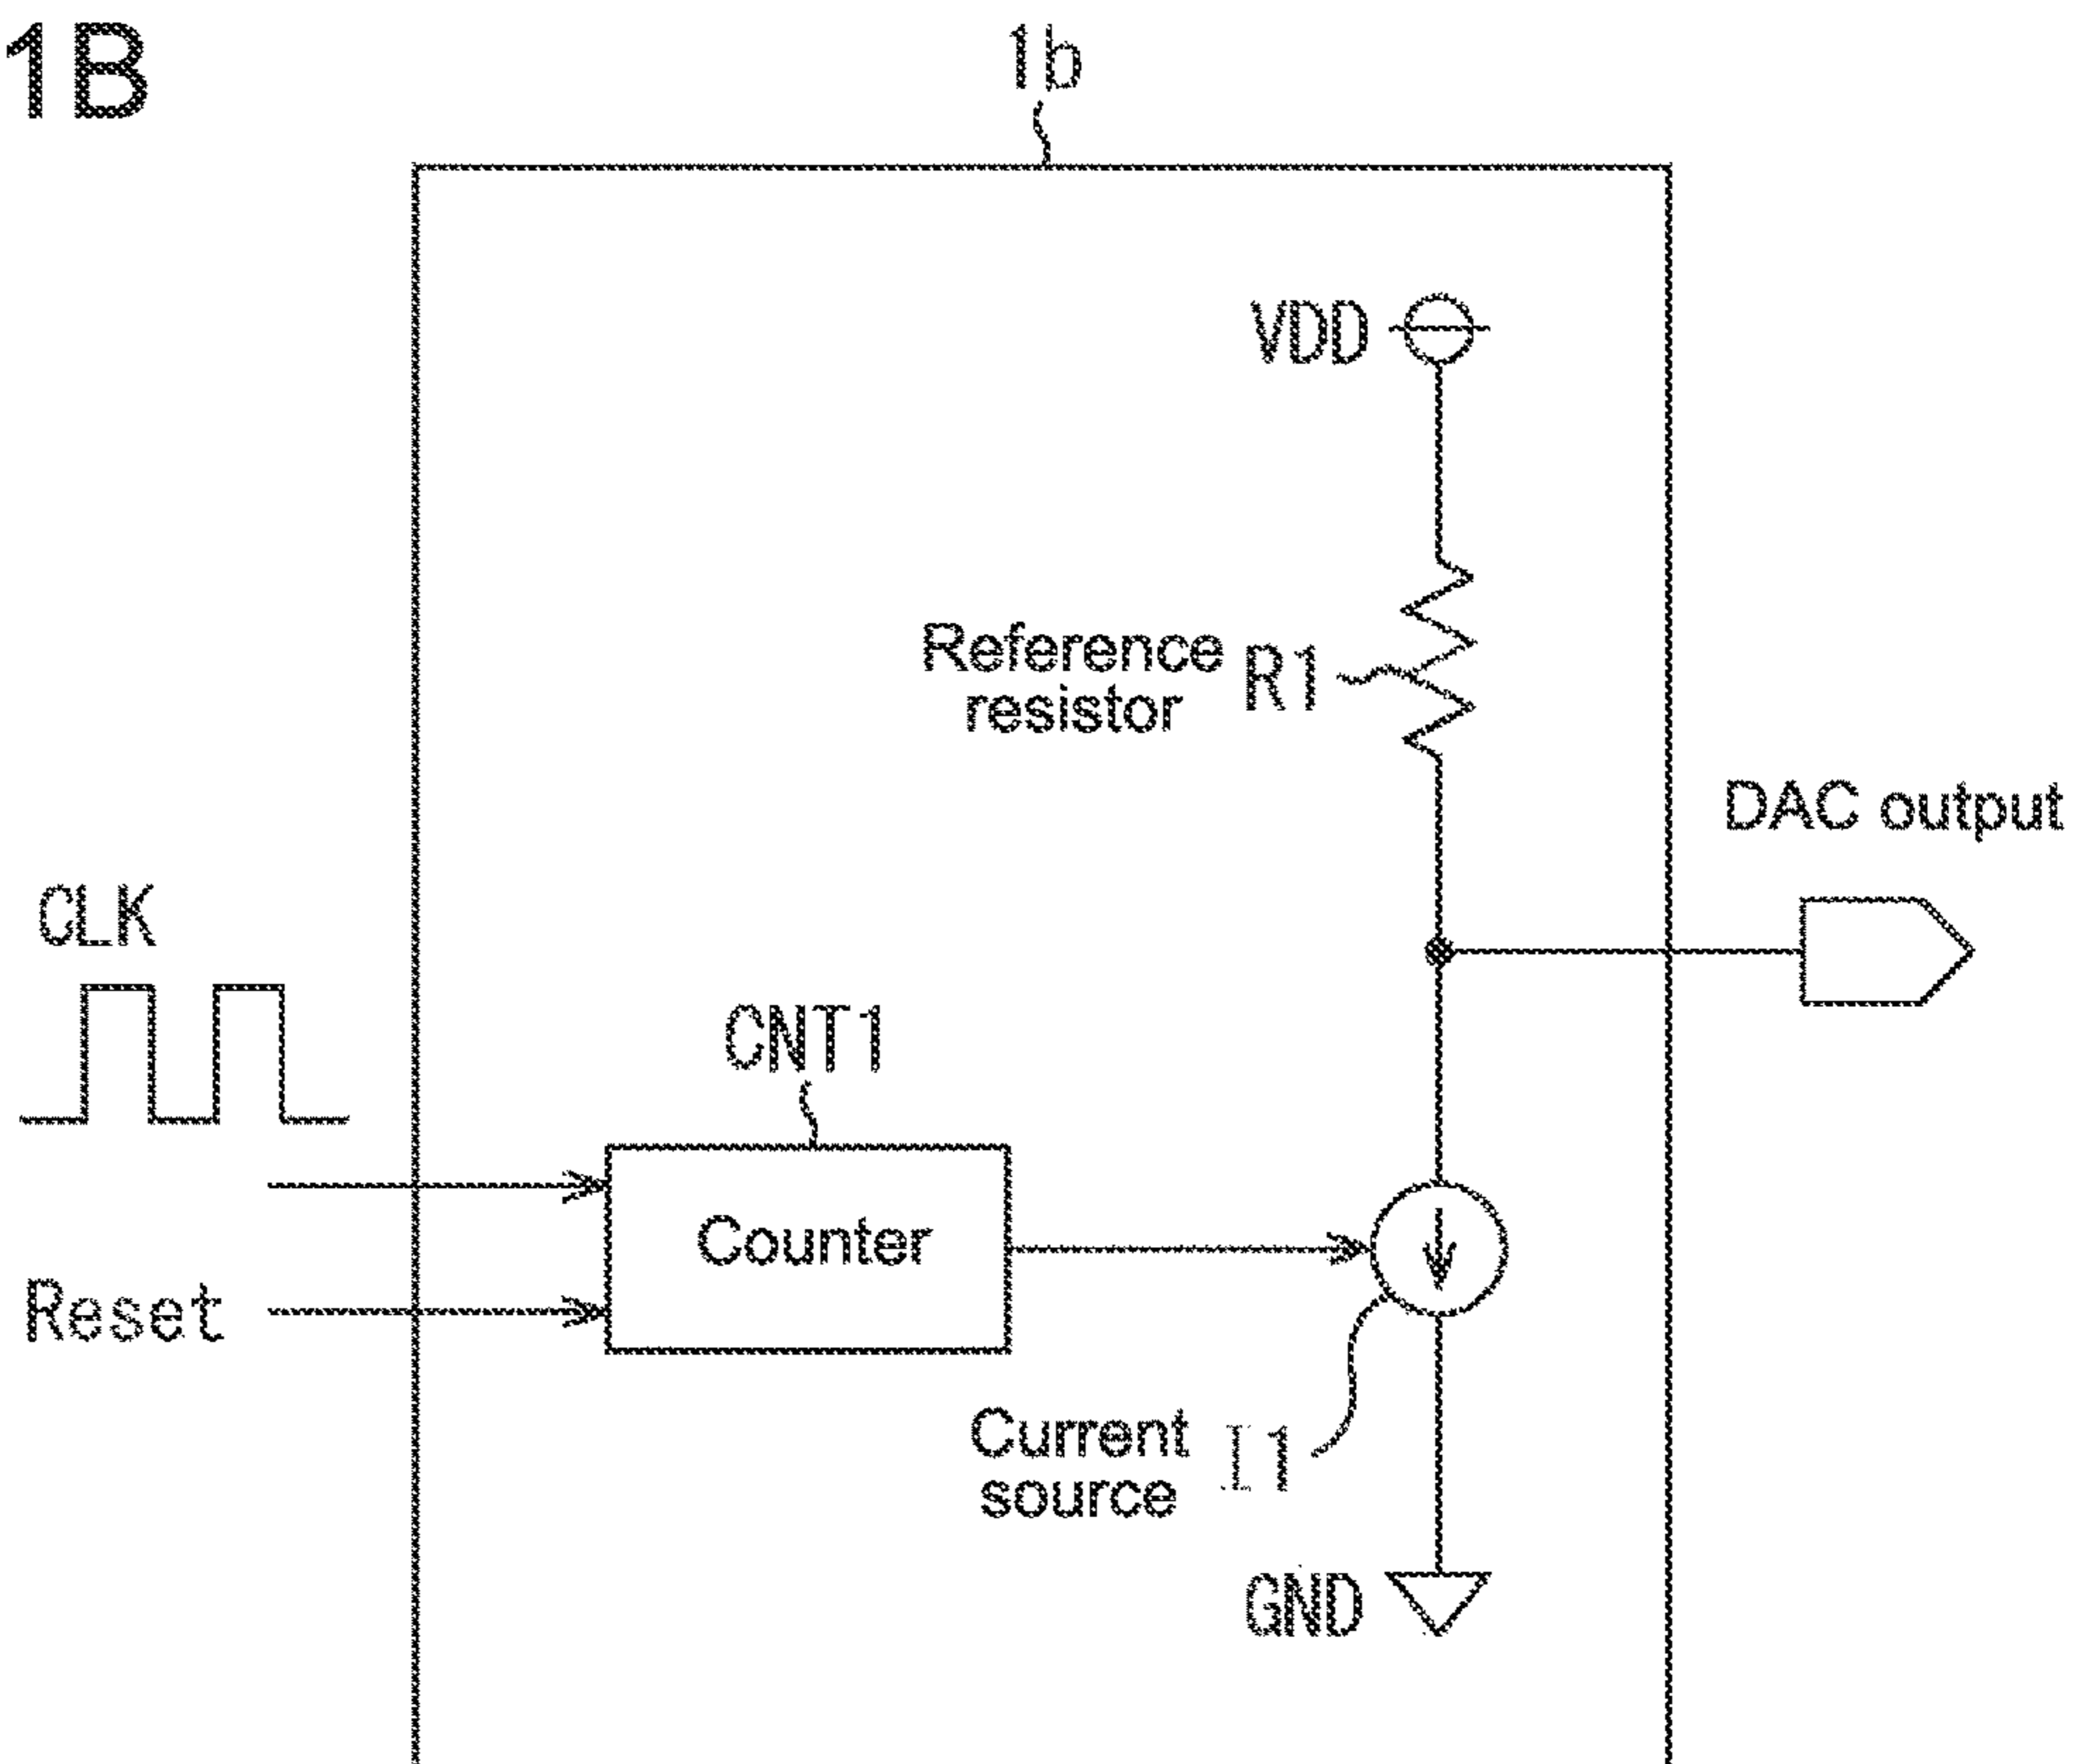 1B
1b
VDD
Reference
resistor
R1
DAC output
CLK
CNT1
Counter
Reset
Current
source
I1
GND